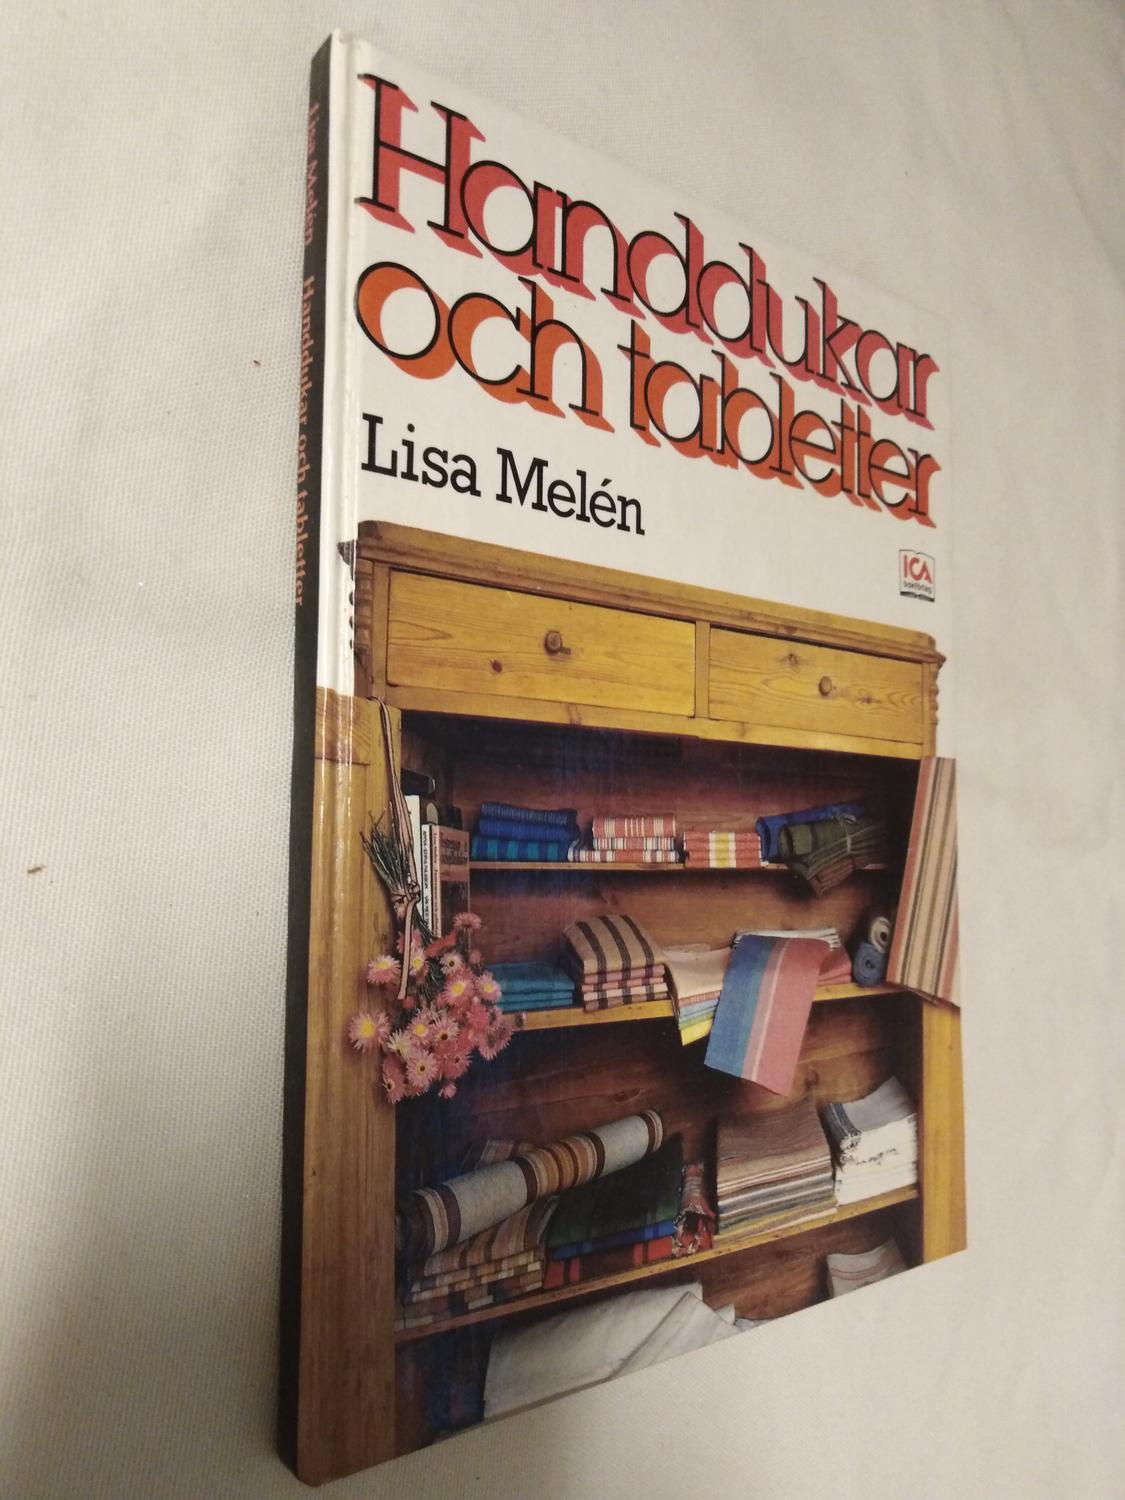 Handdukar
och tabletter
Lisa Melén
ICA
bokförlag
Lisa Melén Handdukar och tabletter